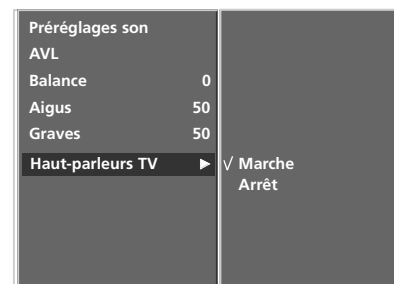 Préréglages son
AVL
Balance 0
Aigus 50
Graves 50
Haut-parleurs TV ► √ Marche
Arrêt